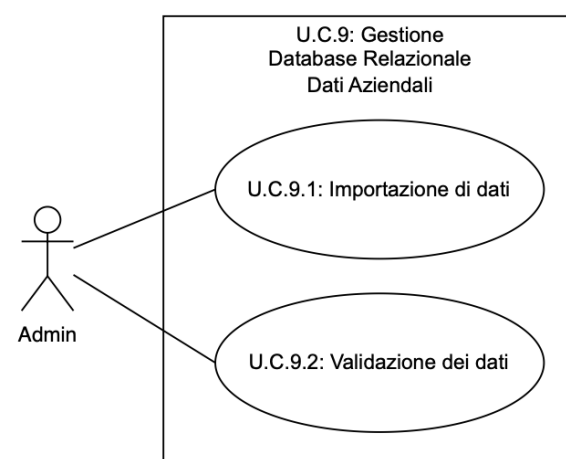 U.C.9: Gestione
Database Relazionale
Dati Aziendali
U.C.9.1: Importazione di dati
Admin
U.C.9.2: Validazione dei dati